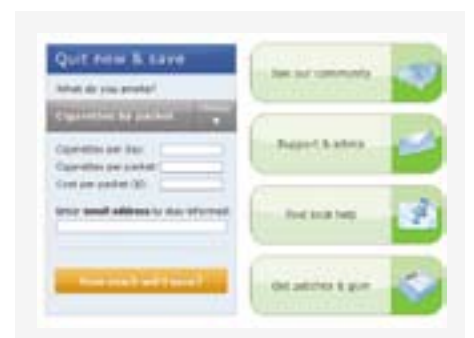 Quit now & save
What do you smoke?
Cigarettes by packet
Cigarettes per day:
Cigarettes per packet:
Cost per packet ($):
Enter email address to stay informed
How much will I save?
Join our community
Support & advice
Find local help
Get patches & gum